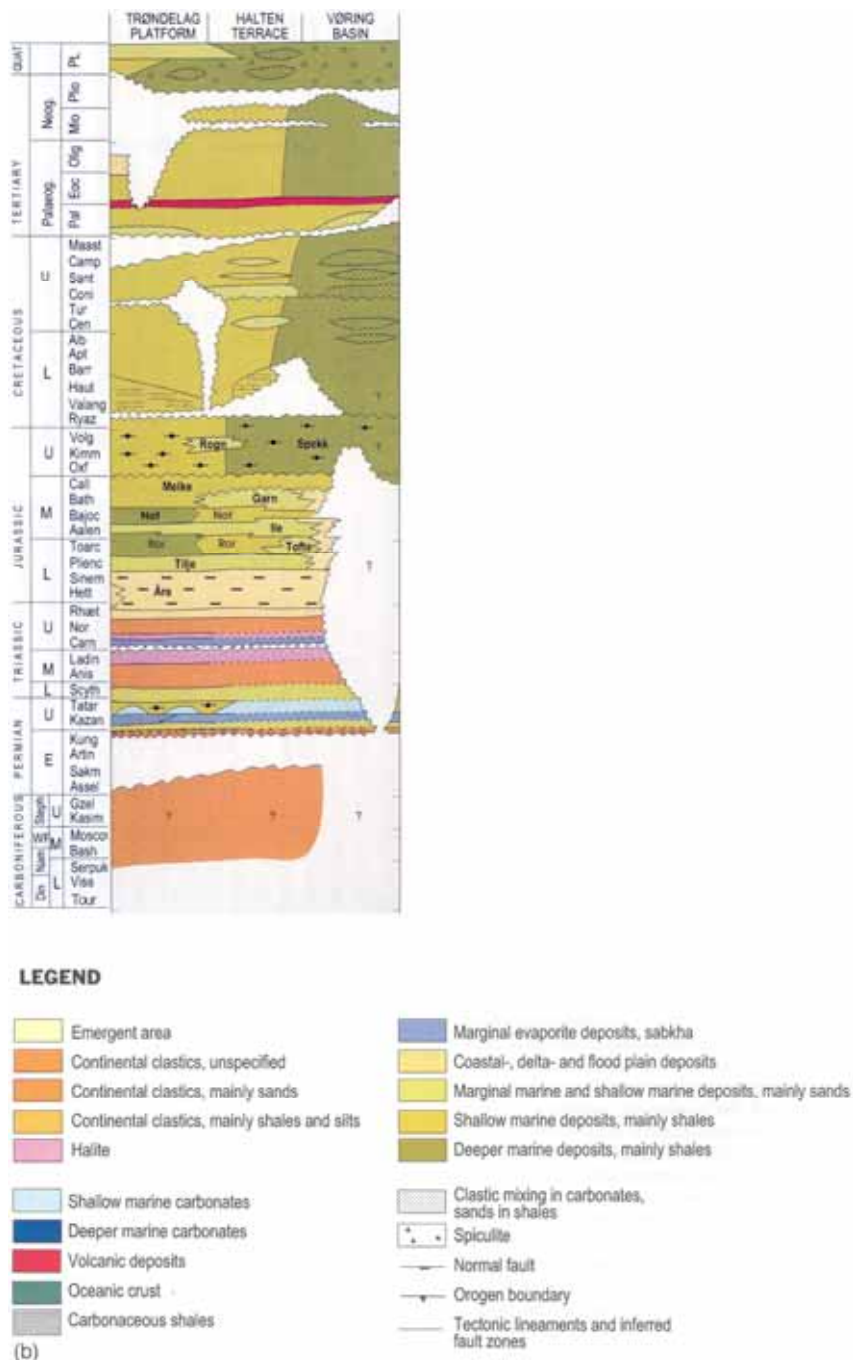 TRØNDELAG PLATFORM
HALTEN TERRACE
VØRING BASIN
QUAT
PL
TERTIARY
Neog.
Plio
Mio
Palaeog.
Olig
Eoc
Pal
CRETACEOUS
U
Maast
Camp
Sant
Coni
Tur
Cen
L
Alb
Apt
Barr
Haut
Valang
Ryaz
?
JURASSIC
U
Volg
Kimm
Oxf
Rogn
Spekk
?
M
Call
Bath
Bajoc
Aalen
Melke
Garn
Not
Not
Ile
L
Toarc
Plienc
Sinem
Hett
Ror
Ror
Tofte
Tilje
?
Åre
TRIASSIC
U
Rhæt
Nor
Carn
M
Ladin
Anis
L
Scyth
PERMIAN
U
Tatar
Kazan
E
Kung
Artin
Sakm
Assel
CARBONIFEROUS
Steph
U
Gzel
Kasim
?
?
?
WF
M
Moscov
Bash
Nam
L
Serpuk
Din
Viss
Tour
LEGEND
Emergent area
Continental clastics, unspecified
Continental clastics, mainly sands
Continental clastics, mainly shales and silts
Halite
Shallow marine carbonates
Deeper marine carbonates
Volcanic deposits
Oceanic crust
Carbonaceous shales
Marginal evaporite deposits, sabkha
Coastal-, delta- and flood plain deposits
Marginal marine and shallow marine deposits, mainly sands
Shallow marine deposits, mainly shales
Deeper marine deposits, mainly shales
Clastic mixing in carbonates,
sands in shales
Spiculite
Normal fault
Orogen boundary
Tectonic lineaments and inferred
fault zones
(b)